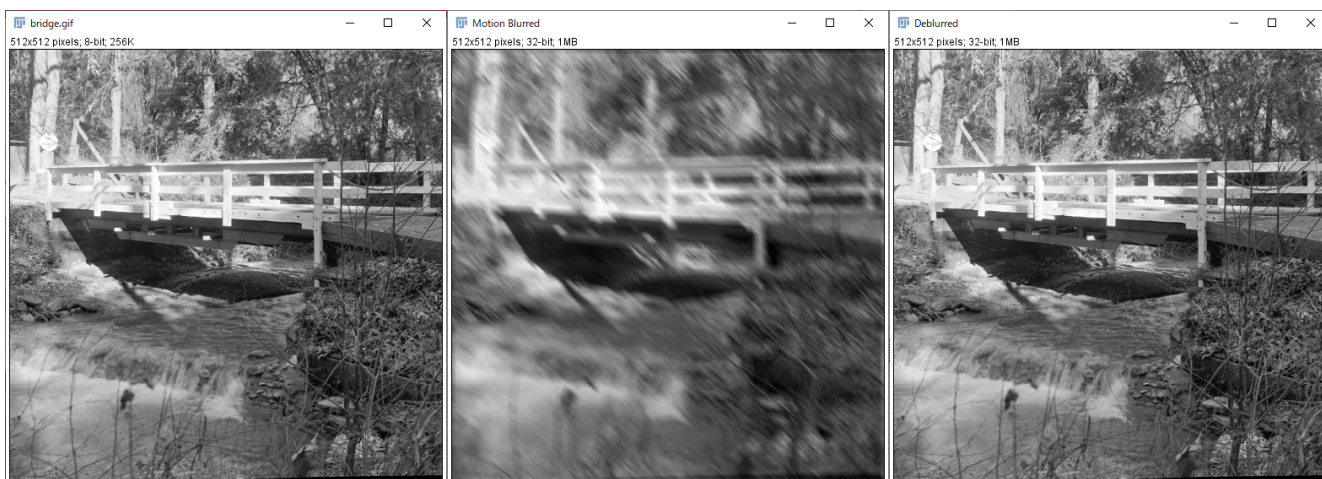 bridge.gif
512x512 pixels; 8-bit; 256K
Motion Blurred
512x512 pixels; 32-bit; 1MB
Deblurred
512x512 pixels; 32-bit; 1MB